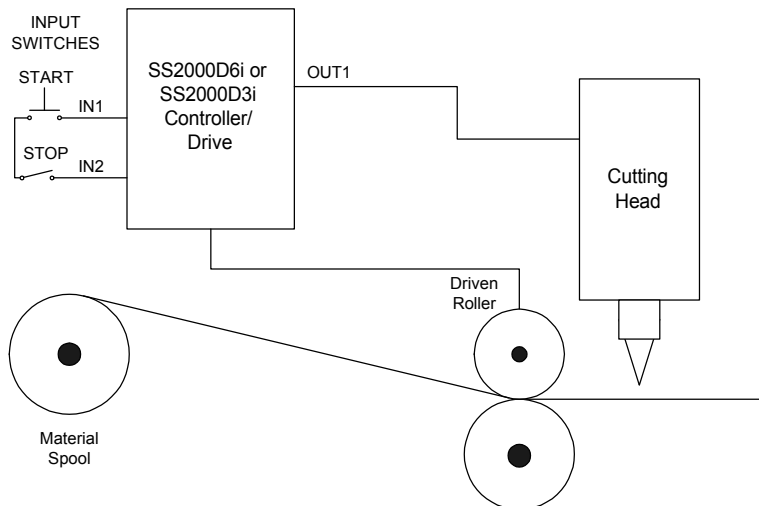 INPUT
SWITCHES
START
IN1
STOP
IN2
SS2000D6i or
SS2000D3i
Controller/
Drive
OUT1
Cutting
Head
Driven
Roller
Material
Spool